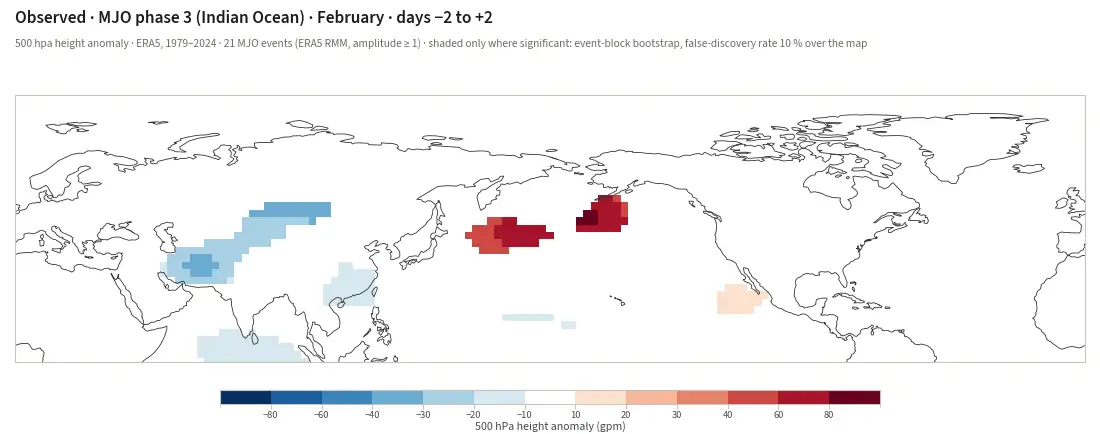 Observed · MJO phase 3 (Indian Ocean) · February · days −2 to +2
500 hpa height anomaly · ERA5, 1979–2024 · 21 MJO events (ERA5 RMM, amplitude ≥ 1) · shaded only where significant: event-block bootstrap, false-discovery rate 10 % over the map
−80 −60 −40 −30 −20 −10 10 20 30 40 60 80
500 hPa height anomaly (gpm)